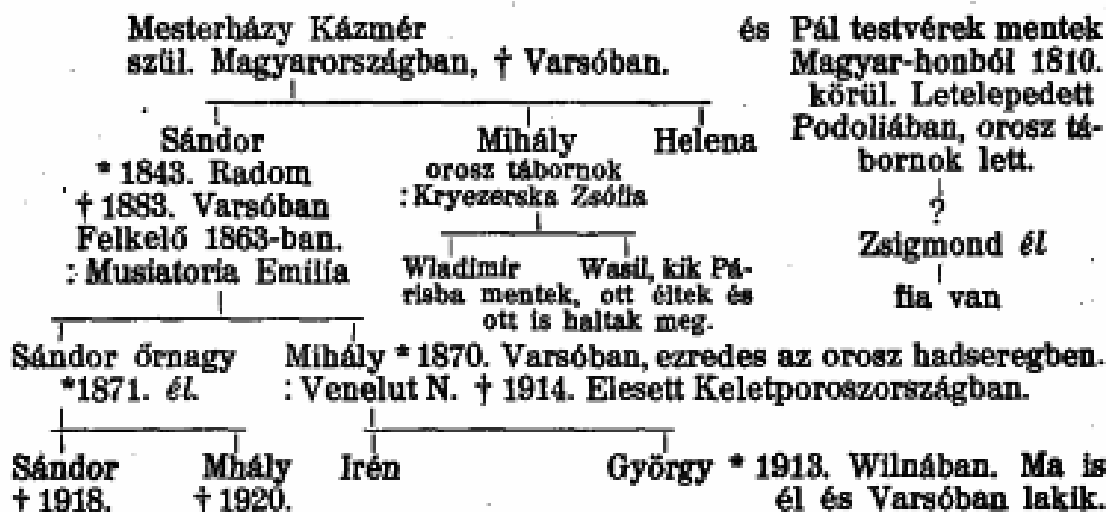 Mesterházy Kázmér
szül. Magyarországban, † Varsóban.
és Pál testvérek mentek
Magyar-honból 1810.
körül. Letelepedett
Podoliában, orosz tá-
bornok lett.
?
Zsigmond él
fia van
Sándor
* 1843. Radom
† 1883. Varsóban
Felkelő 1863-ban.
: Musiatoria Emilia
Mihály
orosz tábornok
: Kryezerska Zsófia
Helena
Wladimir Wasil, kik Pá-
risba mentek, ott éltek és
ott is haltak meg.
Sándor őrnagy
*1871. él.
Mihály * 1870. Varsóban, ezredes az orosz hadseregben.
: Venelut N. † 1914. Elesett Keletporoszországban.
Sándor
† 1918.
Mhály
† 1920.
Irén
György * 1913. Wilnában. Ma is
él és Varsóban lakik.